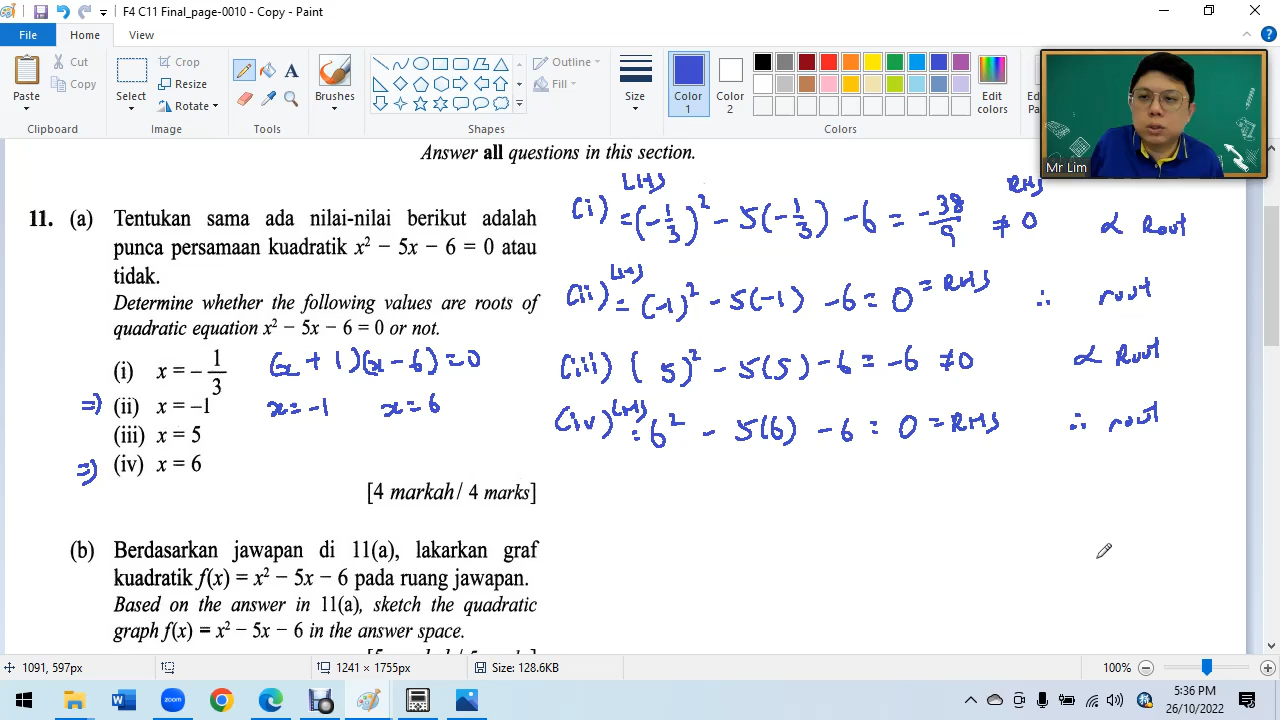 F4 C11 Final_page-0010 - Copy - Paint
File Home View
Paste
Cut
Copy
Clipboard
Select
Crop
Resize
Rotate
Image
Tools
Brushes
Outline
Fill
Shapes
Size
Color 1
Color 2
Edit colors
Colors
Mr Lim
Answer all questions in this section.
11. (a) Tentukan sama ada nilai-nilai berikut adalah
punca persamaan kuadratik x² − 5x − 6 = 0 atau
tidak.
Determine whether the following values are roots of
quadratic equation x² − 5x − 6 = 0 or not.
(i) x = −1/3
(x + 1)(x − 6) = 0
⇒) (ii) x = −1
x = −1 x = 6
(iii) x = 5
⇒) (iv) x = 6
[4 markah / 4 marks]
LHS RHS
(i) = (−1/3)² − 5(−1/3) − 6 = −38/9 ≠ 0 Root
(ii) LHS = (−1)² − 5(−1) − 6 = 0 = RHS ∴ root
(iii) (5)² − 5(5) − 6 = −6 ≠ 0 Root
(iv) LHS = 6² − 5(6) − 6 = 0 = RHS ∴ root
(b) Berdasarkan jawapan di 11(a), lakarkan graf
kuadratik f(x) = x² − 5x − 6 pada ruang jawapan.
Based on the answer in 11(a), sketch the quadratic
graph f(x) = x² − 5x − 6 in the answer space.
1091, 597px
1241 × 1755px
Size: 128.6KB
100%
zoom
5:36 PM
26/10/2022